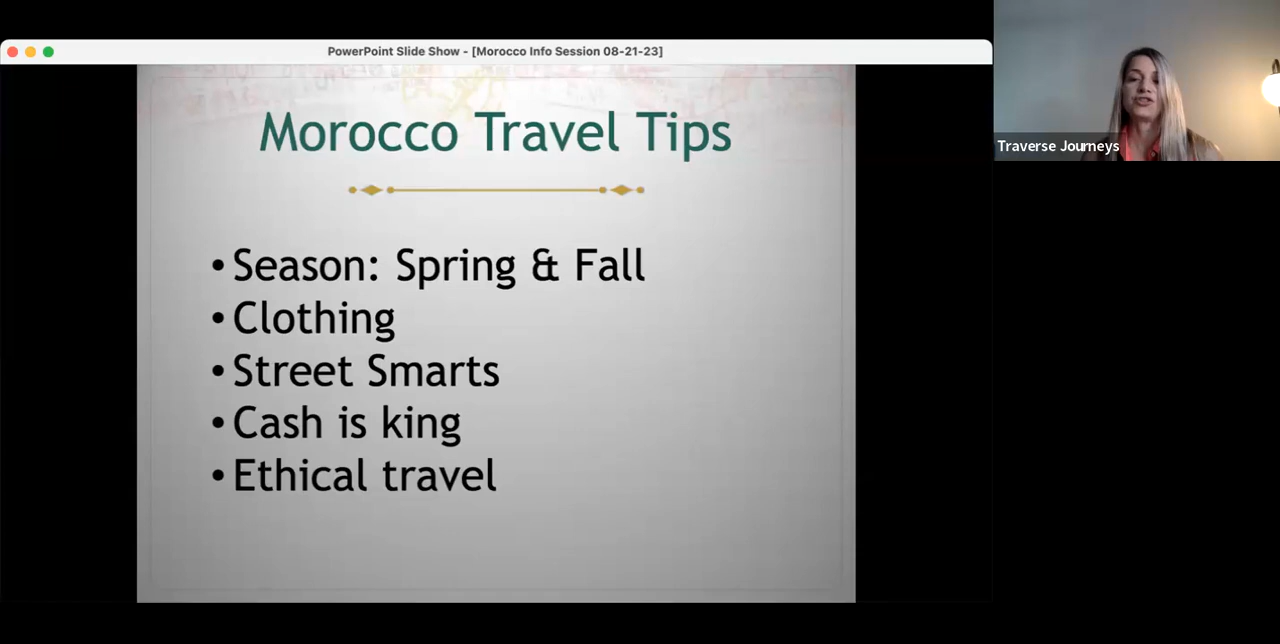 PowerPoint Slide Show - [Morocco Info Session 08-21-23]
Morocco Travel Tips
• Season: Spring & Fall
• Clothing
• Street Smarts
• Cash is king
• Ethical travel
Traverse Journeys